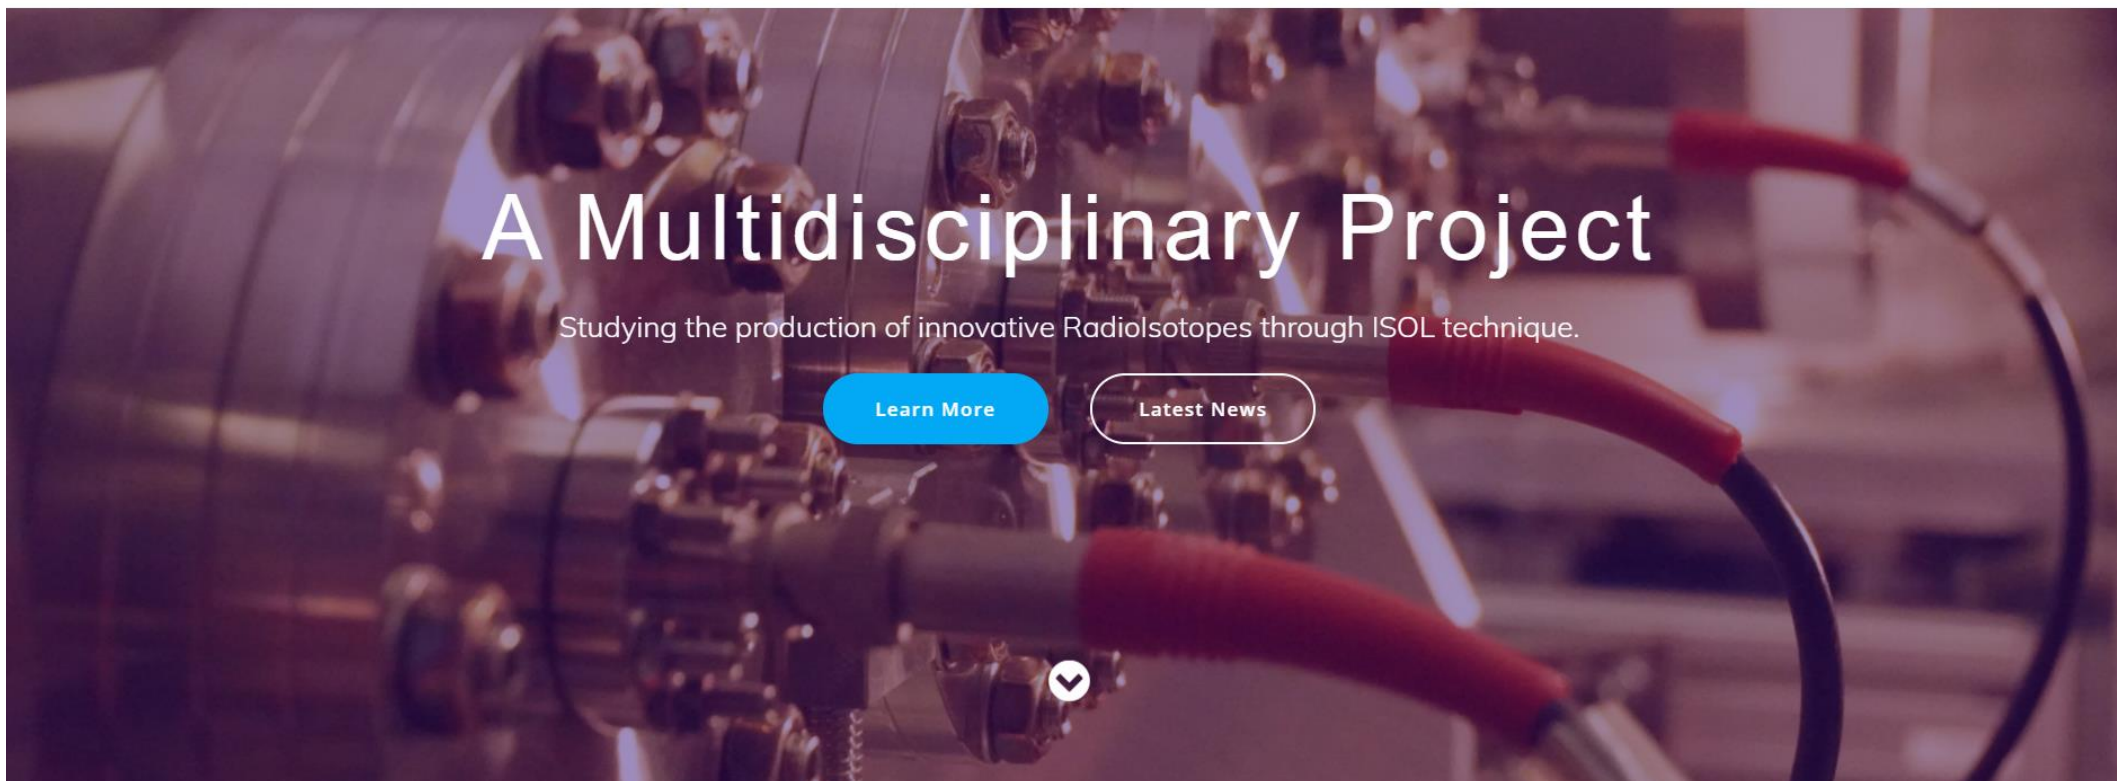 A Multidisciplinary Project
Studying the production of innovative RadioIsotopes through ISOL technique.
Learn More
Latest News